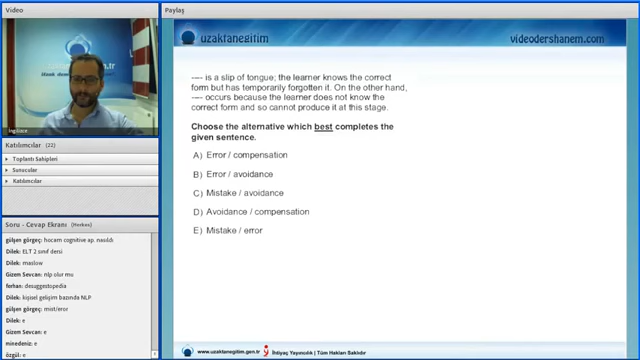 Video
Paylaş
İngilizce
Katılımcılar (22)
Toplantı Sahipleri
Sunucular
Katılımcılar
Soru - Cevap Ekranı (Herkes)
gülşen görgeç: hocam cognitive ap. nasıldı
Dilek: ELT 2 sınıf dersi
Dilek: maslow
Gizem Sevcan: nlp olur mu
ferhan: desuggestopedia
Dilek: kişisel gelişim bazında NLP
gülşen görgeç: mist/error
Dilek: e
Gizem Sevcan: e
minedeniz: e
özgül: e
uzaktanegitim
videodershanem.com
---- is a slip of tongue; the learner knows the correct
form but has temporarily forgotten it. On the other hand,
---- occurs because the learner does not know the
correct form and so cannot produce it at this stage.
Choose the alternative which best completes the
given sentence.
A) Error / compensation
B) Error / avoidance
C) Mistake / avoidance
D) Avoidance / compensation
E) Mistake / error
www.uzaktanegitim.gen.tr
İhtiyaç Yayıncılık | Tüm Hakları Saklıdır